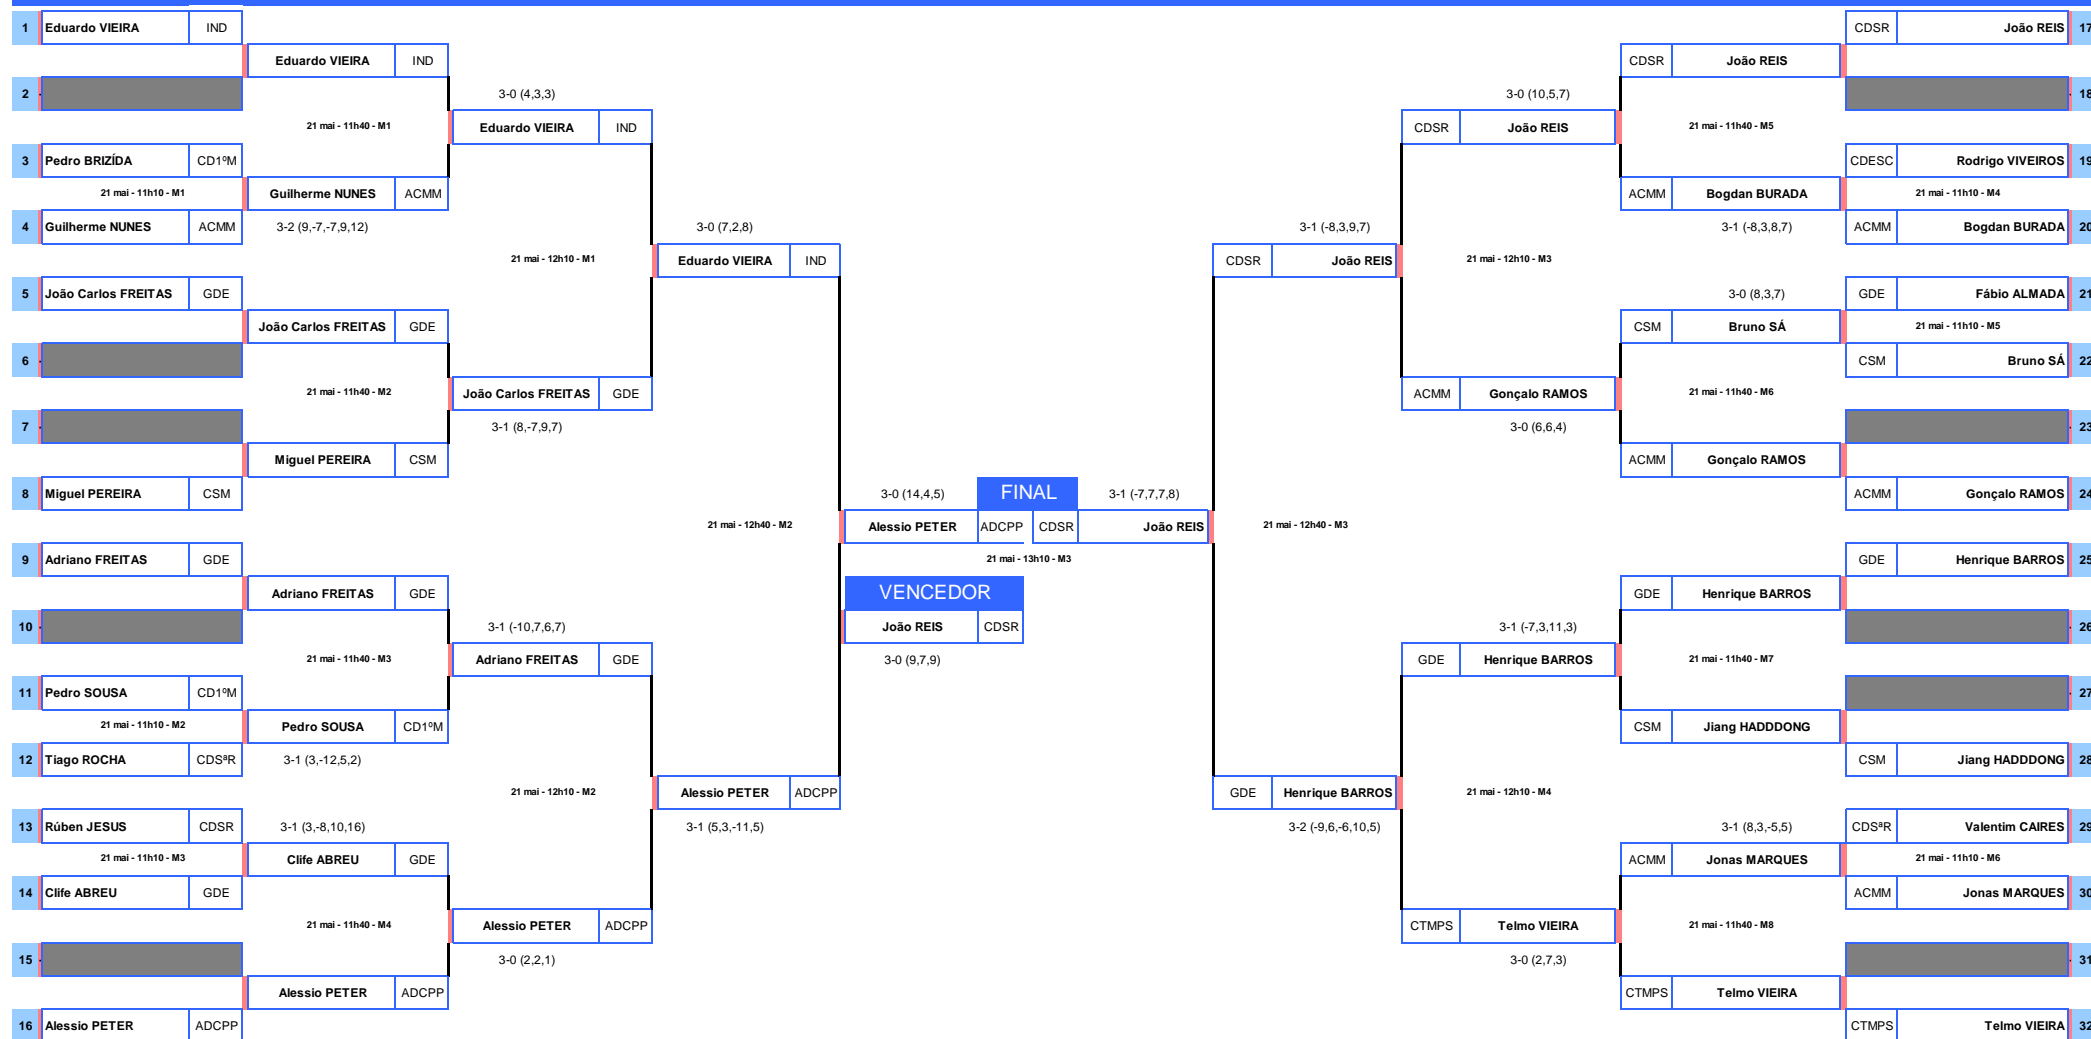 1 Eduardo VIEIRA IND CDSR João REIS 17
Eduardo VIEIRA IND CDSR João REIS
2 3-0 (4,3,3) 3-0 (10,5,7) 18
21 mai - 11h40 - M1 Eduardo VIEIRA IND CDSR João REIS 21 mai - 11h40 - M5
3 Pedro BRIZÍDA CD1ºM CDESC Rodrigo VIVEIROS 19
21 mai - 11h10 - M1 Guilherme NUNES ACMM ACMM Bogdan BURADA 21 mai - 11h10 - M4
4 Guilherme NUNES ACMM 3-2 (9,-7,-7,9,12) 3-0 (7,2,8) 3-1 (-8,3,9,7) 3-1 (-8,3,8,7) ACMM Bogdan BURADA 20
21 mai - 12h10 - M1 Eduardo VIEIRA IND CDSR João REIS 21 mai - 12h10 - M3
5 João Carlos FREITAS GDE 3-0 (8,3,7) GDE Fábio ALMADA 21
João Carlos FREITAS GDE CSM Bruno SÁ 21 mai - 11h10 - M5
6 CSM Bruno SÁ 22
21 mai - 11h40 - M2 João Carlos FREITAS GDE ACMM Gonçalo RAMOS 21 mai - 11h40 - M6
7 3-1 (8,-7,9,7) 3-0 (6,6,4) 23
Miguel PEREIRA CSM ACMM Gonçalo RAMOS
8 Miguel PEREIRA CSM 3-0 (14,4,5) FINAL 3-1 (-7,7,7,8) ACMM Gonçalo RAMOS 24
21 mai - 12h40 - M2 Alessio PETER ADCPP CDSR João REIS 21 mai - 12h40 - M3
9 Adriano FREITAS GDE 21 mai - 13h10 - M3 GDE Henrique BARROS 25
Adriano FREITAS GDE VENCEDOR GDE Henrique BARROS
10 3-1 (-10,7,6,7) João REIS CDSR 3-1 (-7,3,11,3) 26
21 mai - 11h40 - M3 Adriano FREITAS GDE 3-0 (9,7,9) GDE Henrique BARROS 21 mai - 11h40 - M7
11 Pedro SOUSA CD1ºM 27
21 mai - 11h10 - M2 Pedro SOUSA CD1ºM CSM Jiang HADDDONG
12 Tiago ROCHA CDSªR 3-1 (3,-12,5,2) CSM Jiang HADDDONG 28
21 mai - 12h10 - M2 Alessio PETER ADCPP GDE Henrique BARROS 21 mai - 12h10 - M4
13 Rúben JESUS CDSR 3-1 (3,-8,10,16) 3-1 (5,3,-11,5) 3-2 (-9,6,-6,10,5) 3-1 (8,3,-5,5) CDSªR Valentim CAIRES 29
21 mai - 11h10 - M3 Clife ABREU GDE ACMM Jonas MARQUES 21 mai - 11h10 - M6
14 Clife ABREU GDE ACMM Jonas MARQUES 30
21 mai - 11h40 - M4 Alessio PETER ADCPP CTMPS Telmo VIEIRA 21 mai - 11h40 - M8
15 3-0 (2,2,1) 3-0 (2,7,3) 31
Alessio PETER ADCPP CTMPS Telmo VIEIRA
16 Alessio PETER ADCPP CTMPS Telmo VIEIRA 32